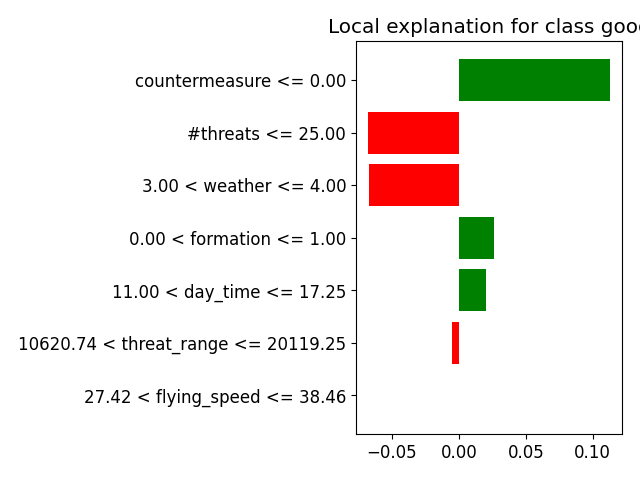 Local explanation for class good
countermeasure <= 0.00
#threats <= 25.00
3.00 < weather <= 4.00
0.00 < formation <= 1.00
11.00 < day_time <= 17.25
10620.74 < threat_range <= 20119.25
27.42 < flying_speed <= 38.46
−0.05 0.00 0.05 0.10